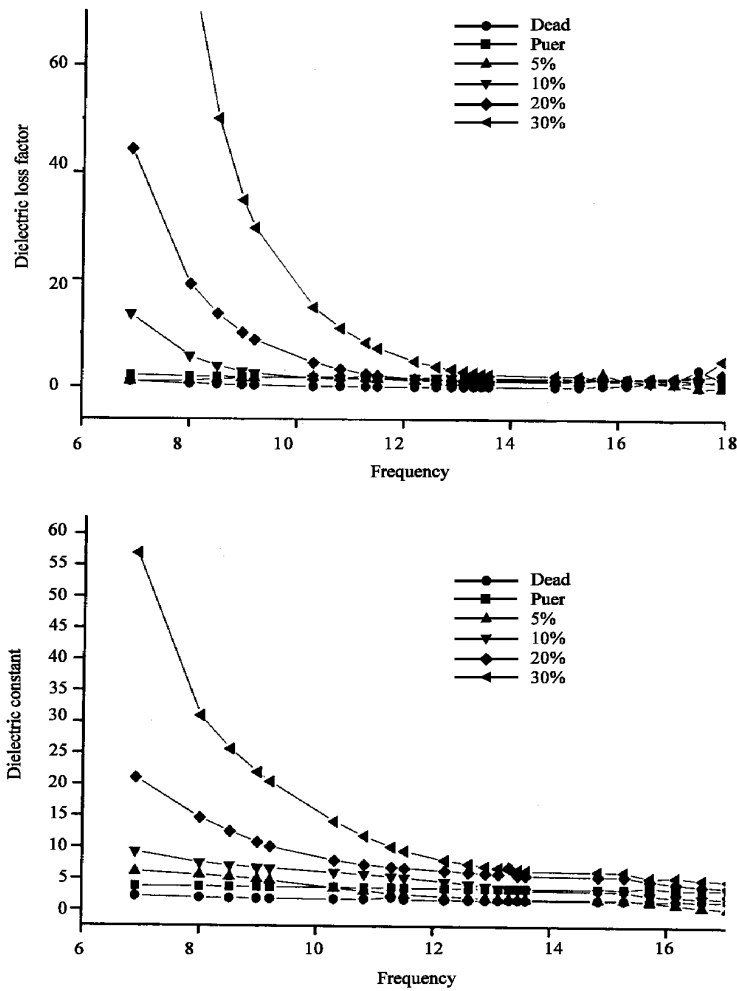 Dielectric loss factor
60
40
20
0
Dead
Puer
5%
10%
20%
30%
6 8 10 12 14 16 18
Frequency
Dielectric constant
60
55
50
45
40
35
30
25
20
15
10
5
0
Dead
Puer
5%
10%
20%
30%
6 8 10 12 14 16
Frequency